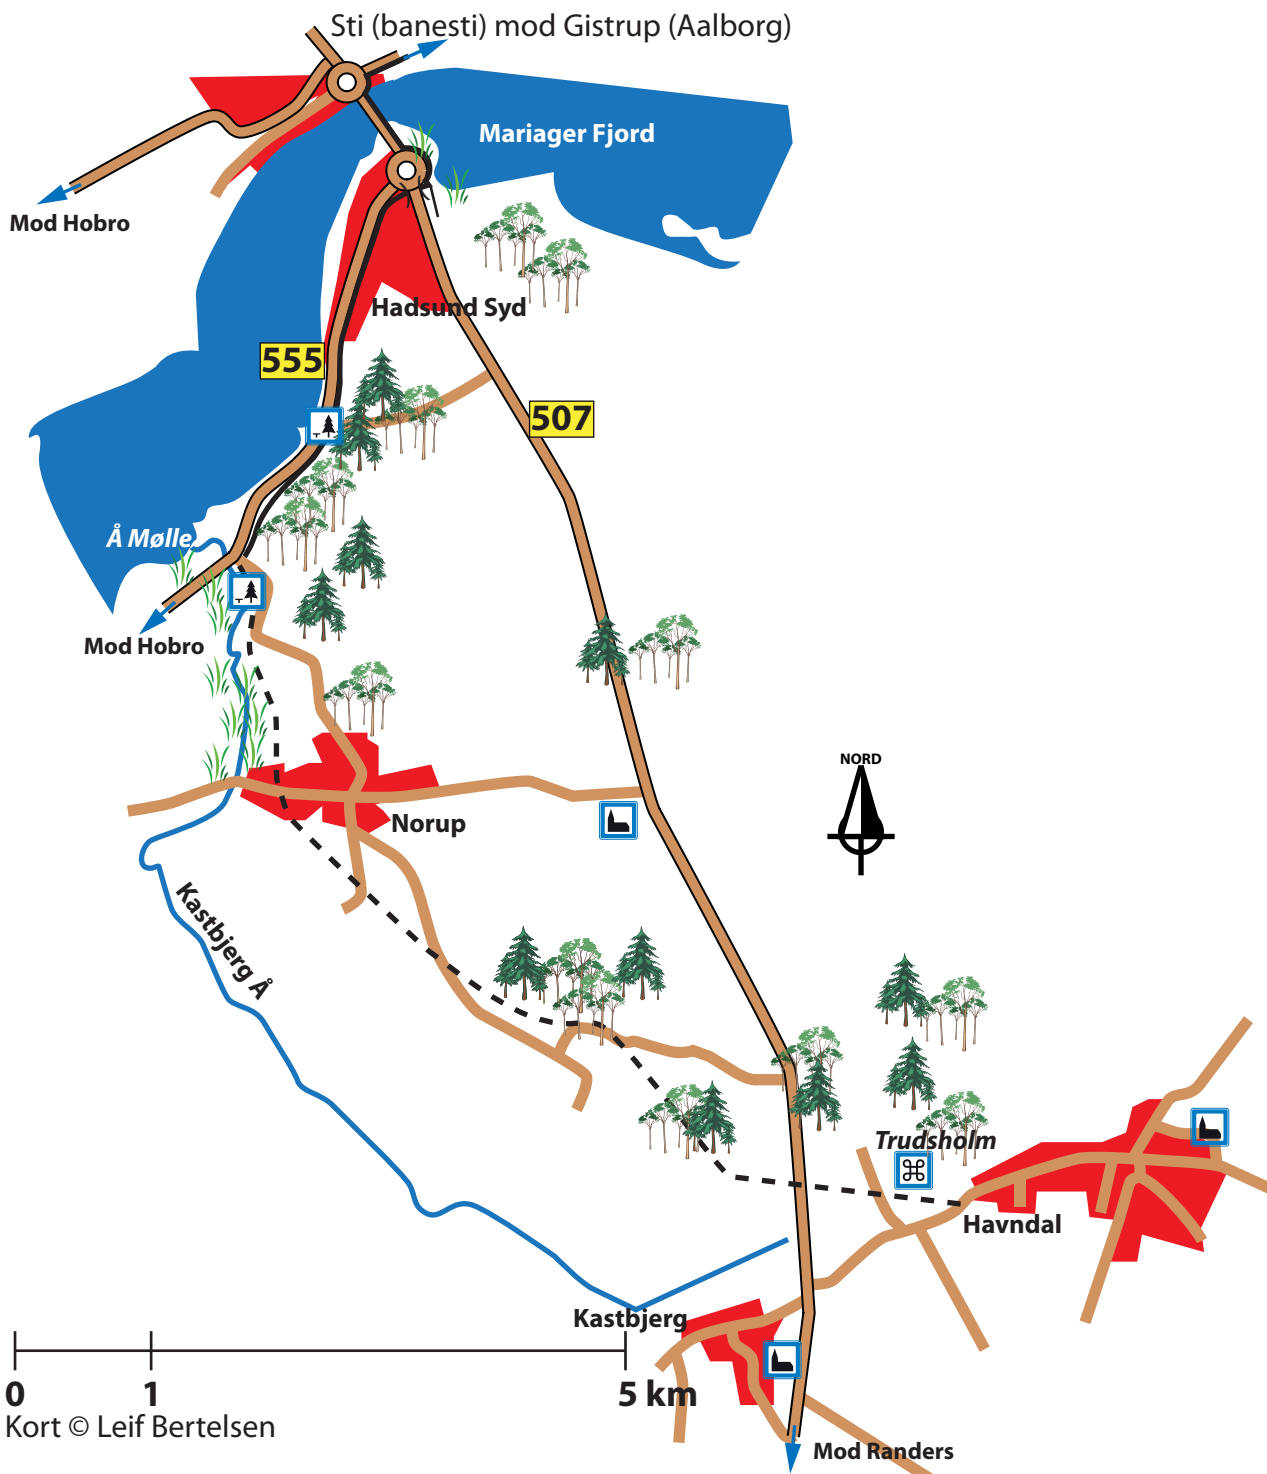 Sti (banesti) mod Gistrup (Aalborg)
Mariager Fjord
Mod Hobro
Hadsund Syd
555
507
Å Mølle
Mod Hobro
NORD
Norup
Kastbjerg Å
Trudsholm
Havndal
Kastbjerg
0 1 5 km
Kort © Leif Bertelsen
Mod Randers